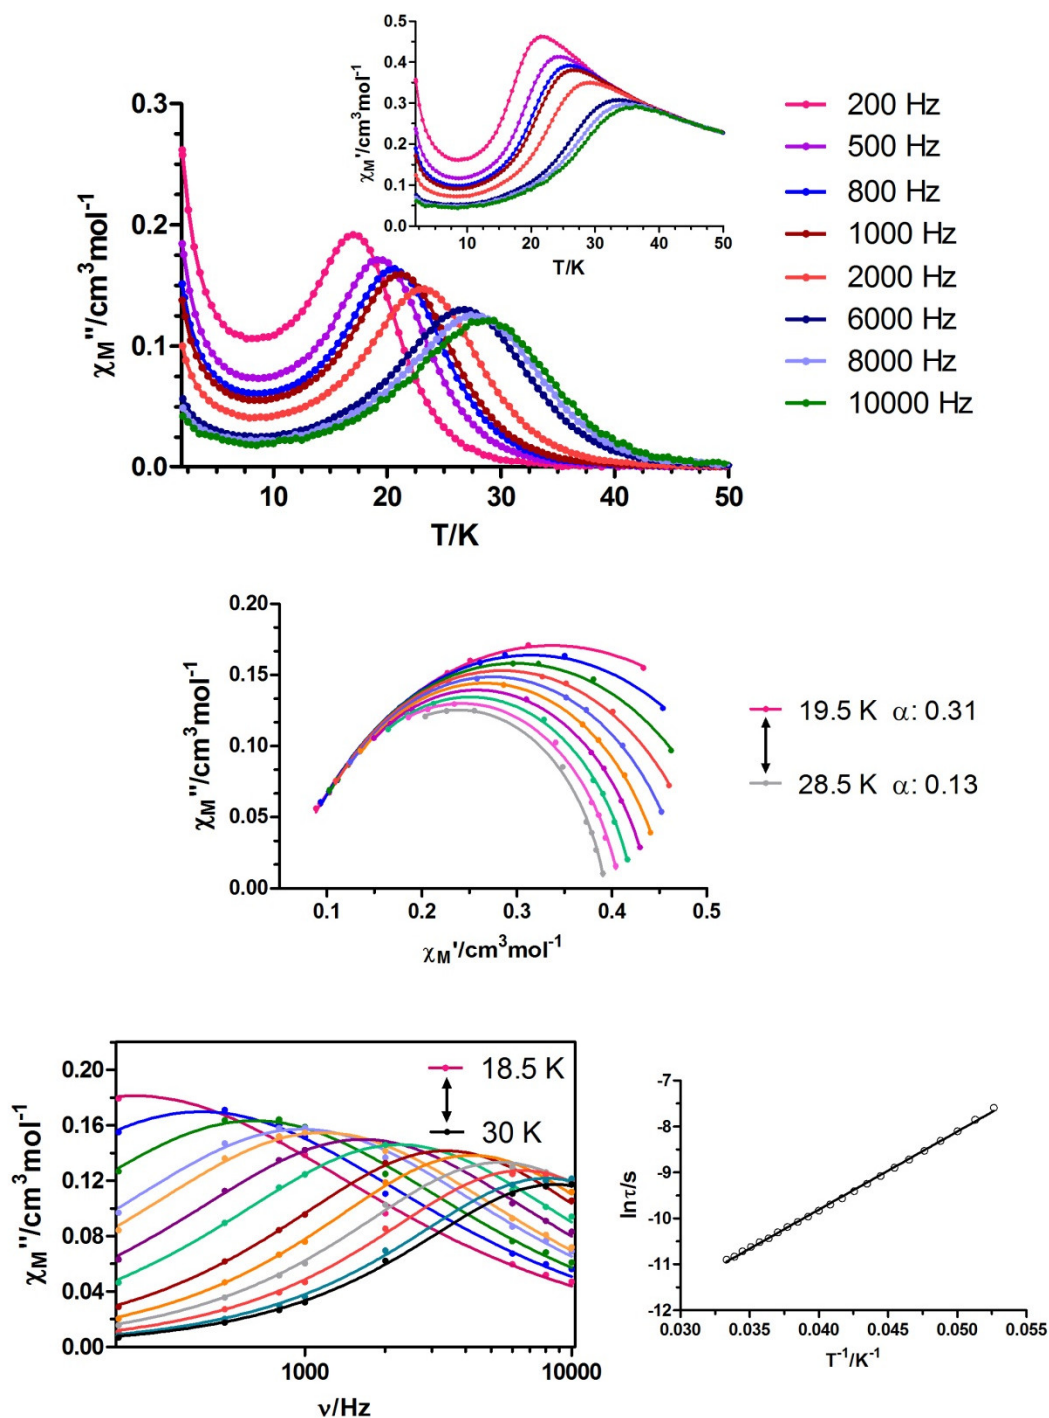 0.5
0.4
0.3
0.2
0.1
0.0
10
20
30
40
50
χM'/cm³mol⁻¹
T/K
0.3
0.2
0.1
0.0
10
20
30
40
50
χM''/cm³mol⁻¹
T/K
200 Hz
500 Hz
800 Hz
1000 Hz
2000 Hz
6000 Hz
8000 Hz
10000 Hz
0.20
0.15
0.10
0.05
0.00
0.1
0.2
0.3
0.4
0.5
χM''/cm³mol⁻¹
χM'/cm³mol⁻¹
19.5 K α: 0.31
28.5 K α: 0.13
0.20
0.16
0.12
0.08
0.04
0.00
1000
10000
χM''/cm³mol⁻¹
ν/Hz
18.5 K
30 K
-7
-8
-9
-10
-11
-12
0.030
0.035
0.040
0.045
0.050
0.055
lnτ/s
T⁻¹/K⁻¹